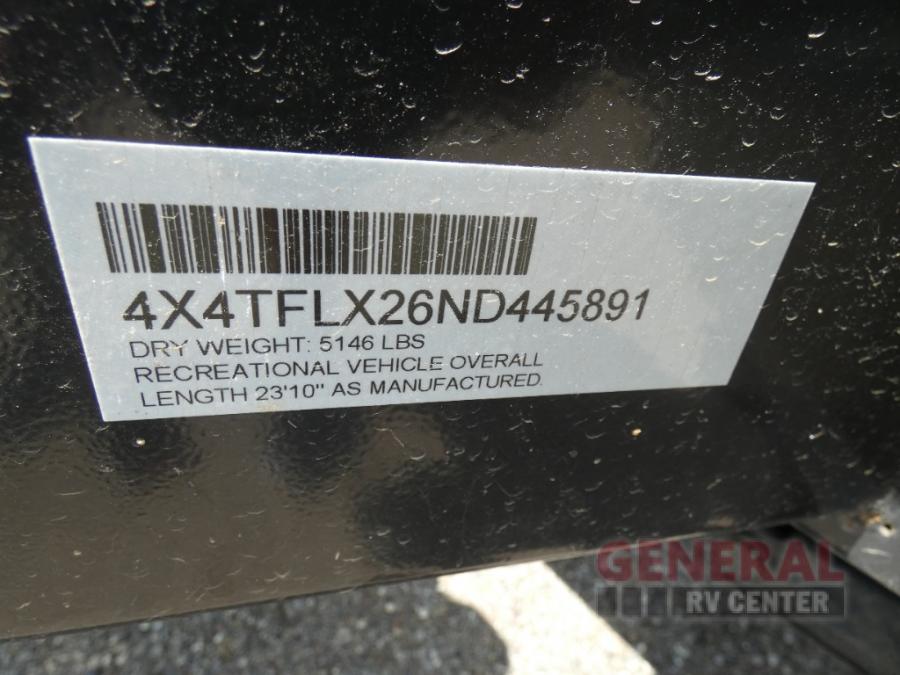 4X4TFLX26ND445891
DRY WEIGHT: 5146 LBS
RECREATIONAL VEHICLE OVERALL
LENGTH 23'10" AS MANUFACTURED.
GENERAL
RV CENTER